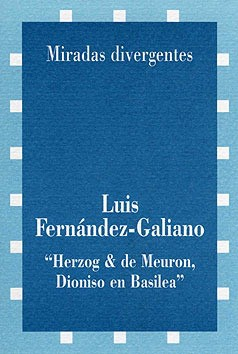 Miradas divergentes
Luis
Fernández-Galiano
“Herzog & de Meuron,
Dioniso en Basilea”